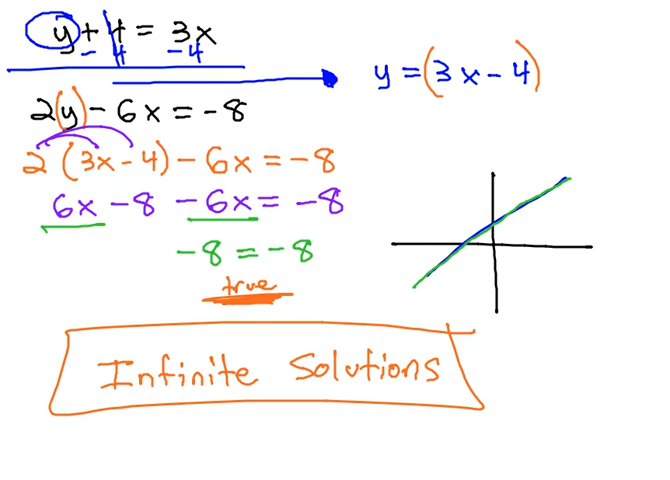 y + 4 = 3x
- 4 - 4
y = (3x - 4)
2(y) - 6x = -8
2 (3x - 4) - 6x = -8
6x - 8 - 6x = -8
-8 = -8
true
Infinite Solutions